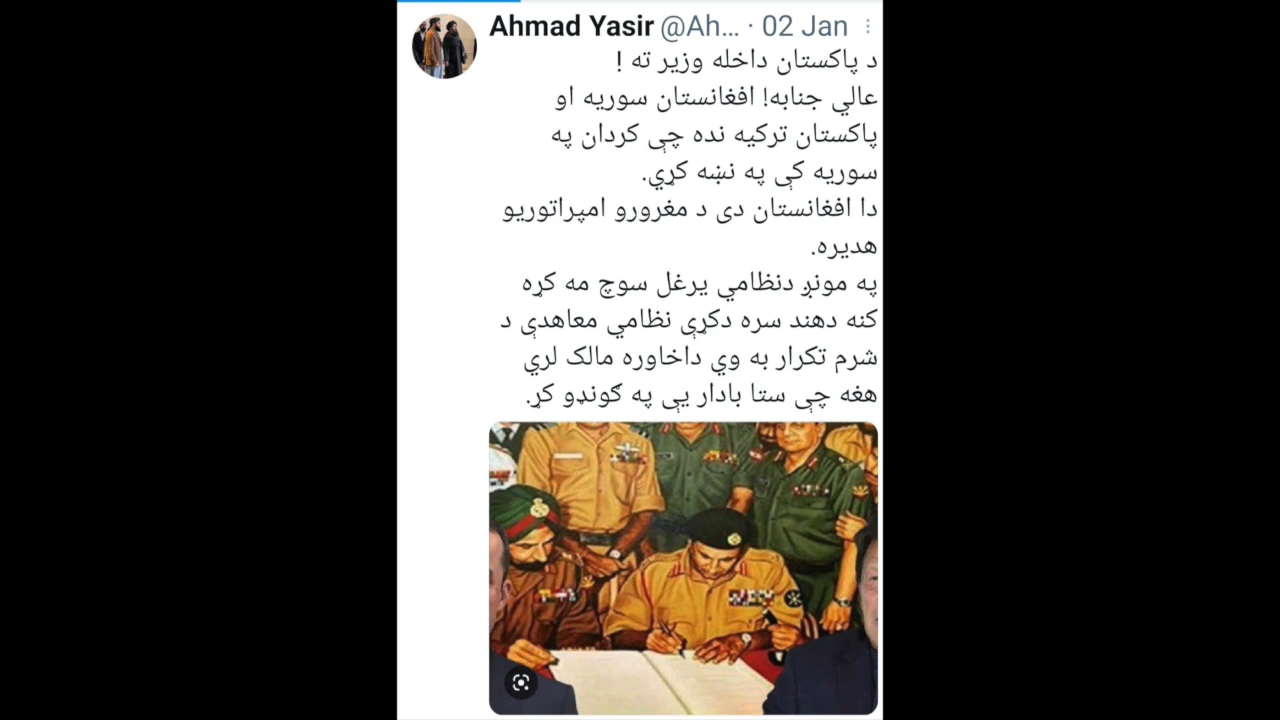 Ahmad Yasir @Ah... · 02 Jan
د پاکستان داخله وزیر ته !
عالي جنابه! افغانستان سوریه او
پاکستان ترکیه نده چې کردان په
سوریه کې په نښه کړي.
دا افغانستان دی د مغرورو امپراتوریو
هدیره.
په مونږ دنظامي یرغل سوچ مه کړه
کنه دهند سره دکړې نظامي معاهدې د
شرم تکرار به وي داخاوره مالک لري
هغه چې ستا بادار یې په ګونډو کړ.